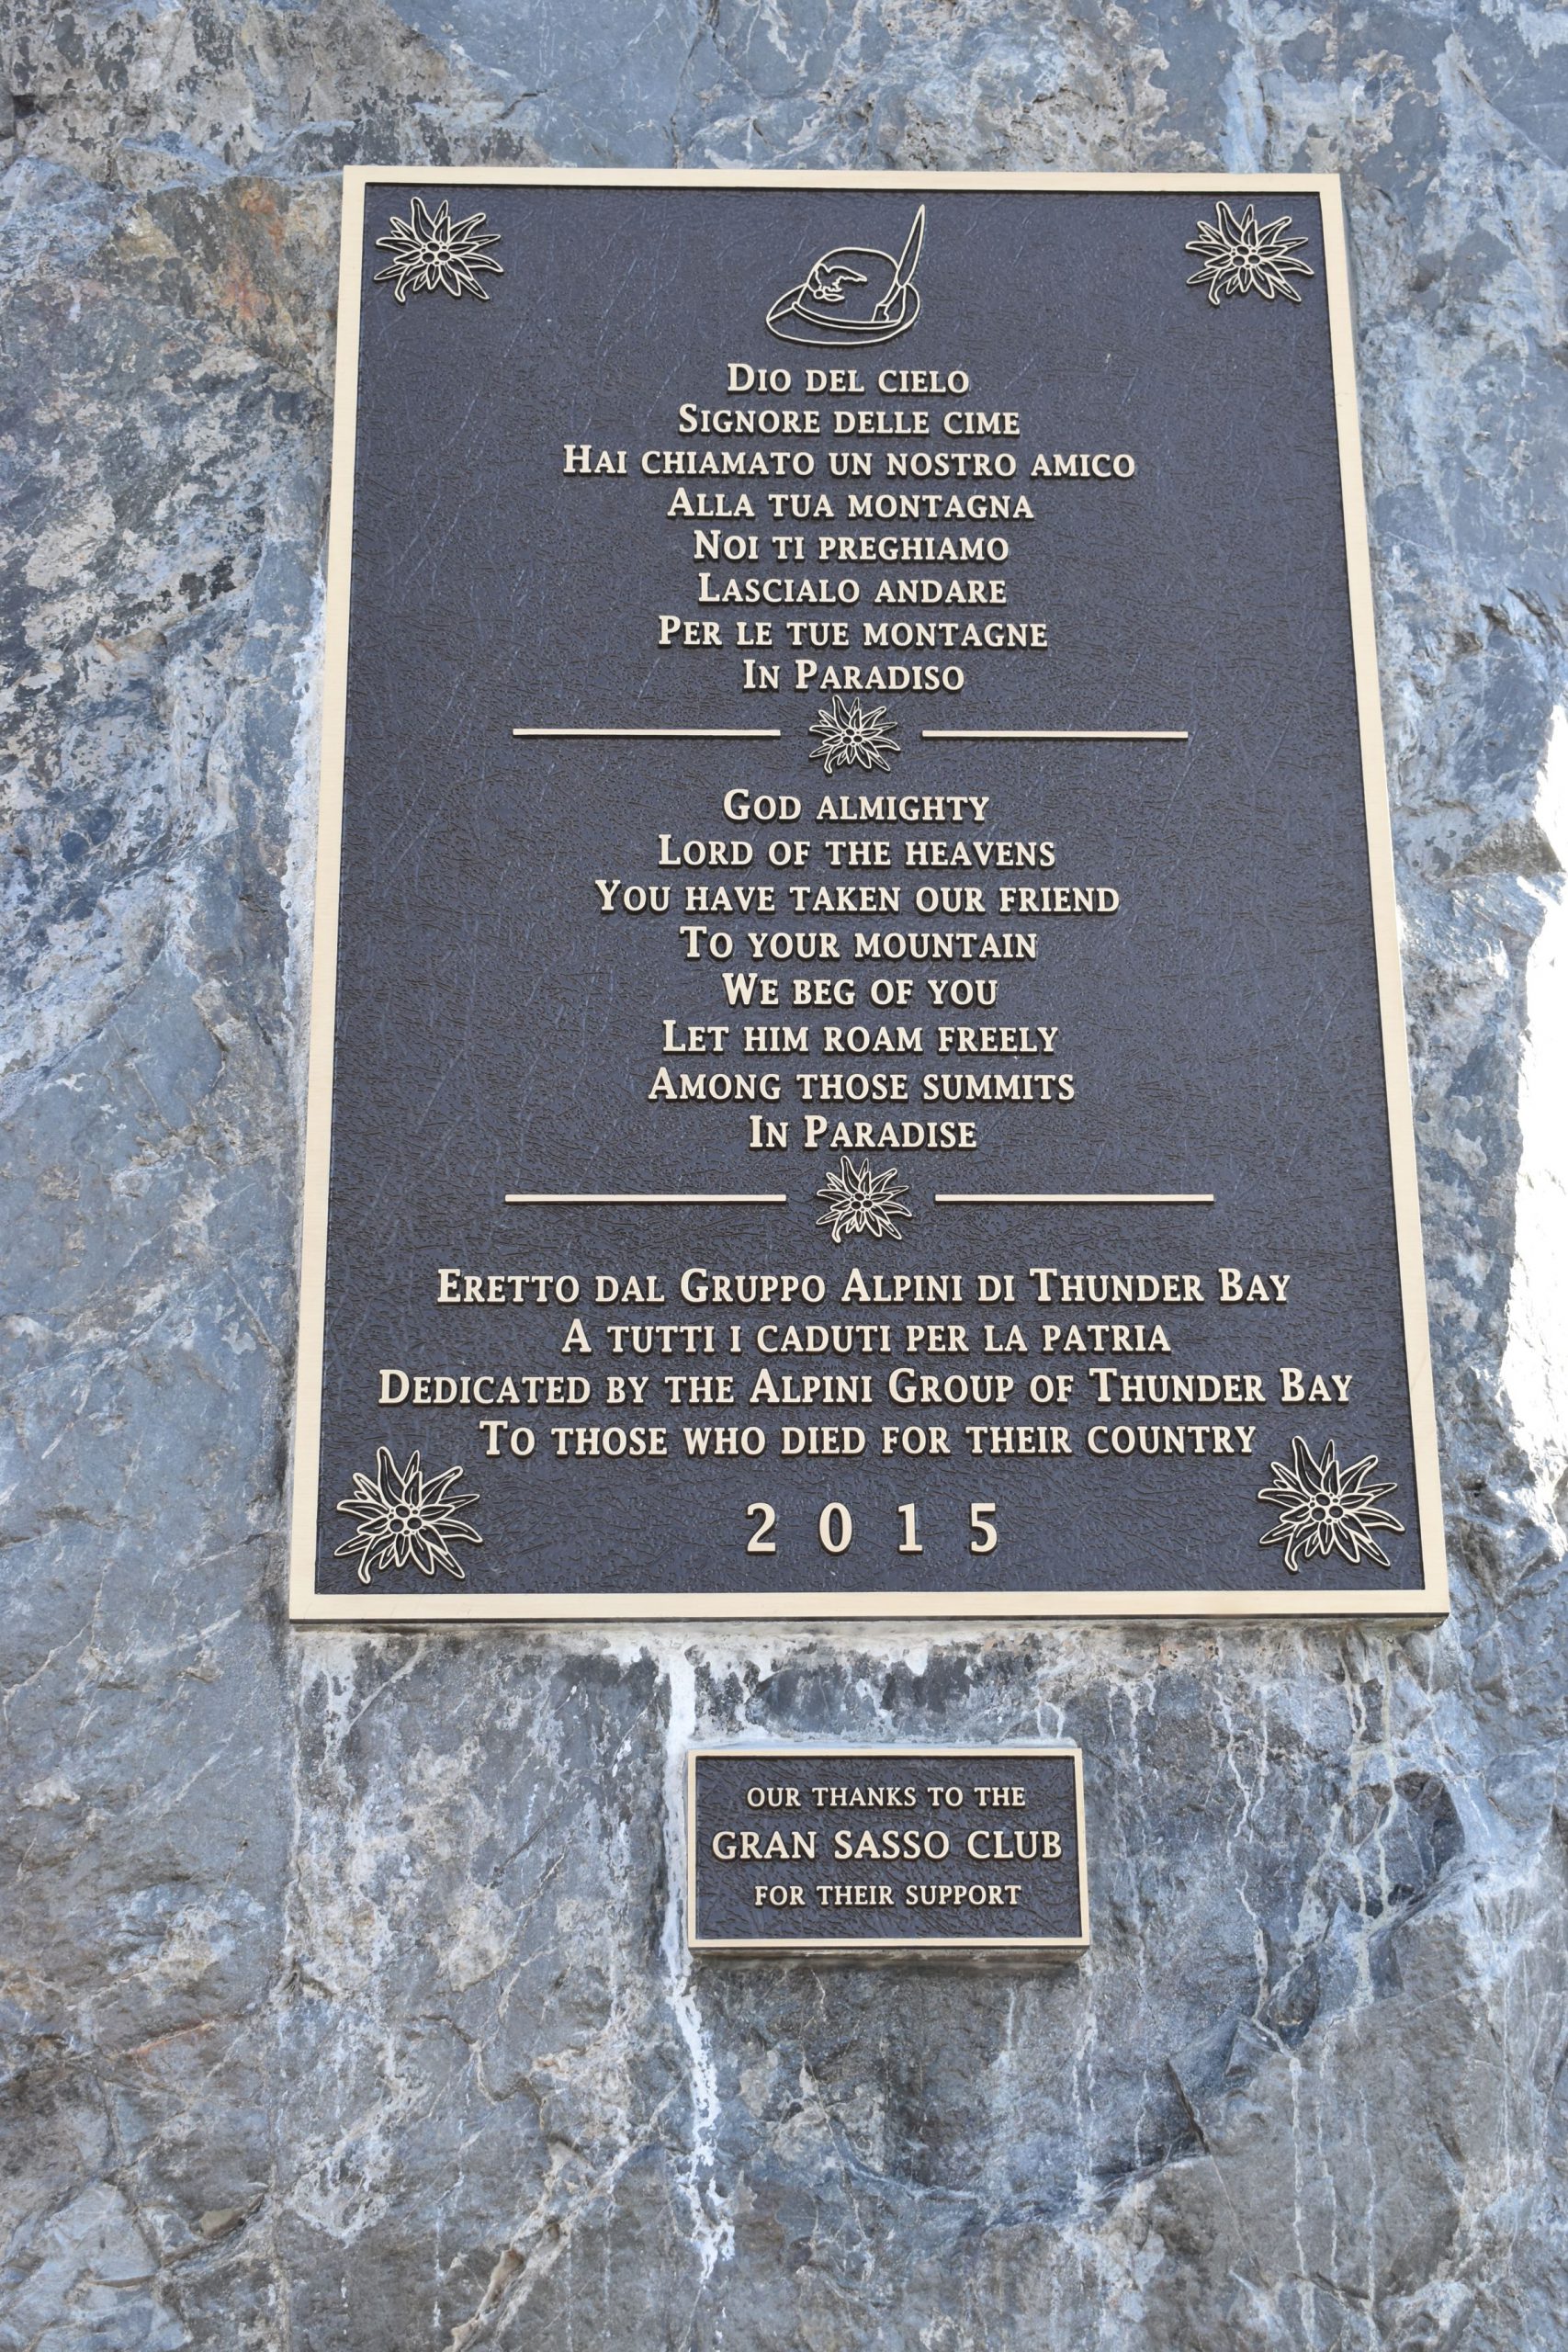 Dio del cielo
Signore delle cime
Hai chiamato un nostro amico
Alla tua montagna
Noi ti preghiamo
Lascialo andare
Per le tue montagne
In Paradiso
God almighty
Lord of the heavens
You have taken our friend
To your mountain
We beg of you
Let him roam freely
Among those summits
In Paradise
Eretto dal Gruppo Alpini di Thunder Bay
A tutti i caduti per la patria
Dedicated by the Alpini Group of Thunder Bay
To those who died for their country
2015
OUR THANKS TO THE
GRAN SASSO CLUB
FOR THEIR SUPPORT